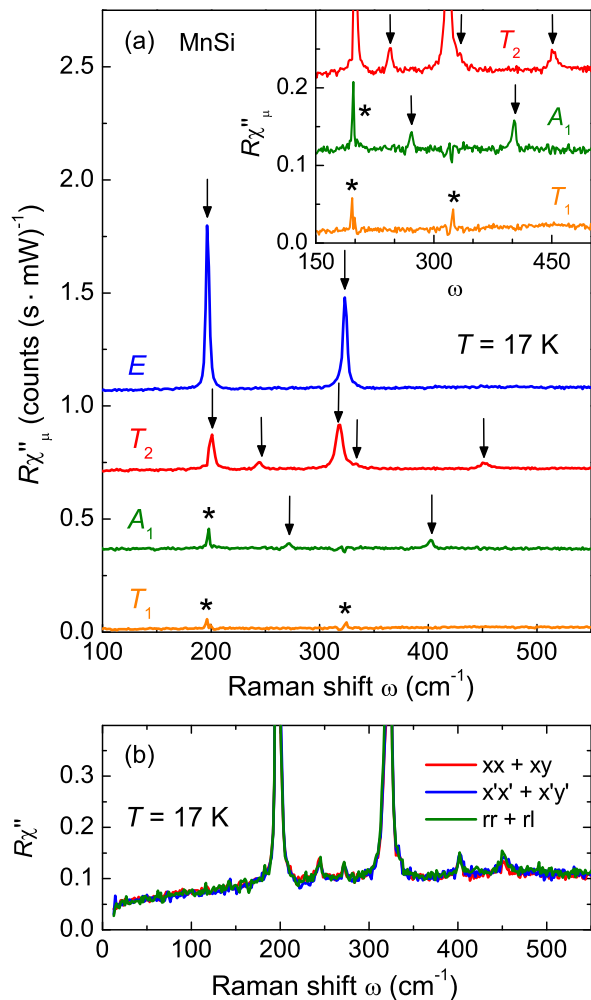 (a) MnSi
2.5
2.0
1.5
1.0
0.5
0.0
Rχ''μ (counts (s· mW)⁻¹)
E
T₂
A₁
T₁
*
*
*
T = 17 K
100 200 300 400 500
Raman shift ω (cm⁻¹)
0.2
0.1
0.0
Rχ''μ
T₂
A₁
T₁
*
*
*
150 300 450
ω
(b)
T = 17 K
xx + xy
x'x' + x'y'
rr + rl
0.3
0.2
0.1
0.0
Rχ''
0 100 200 300 400 500
Raman shift ω (cm⁻¹)